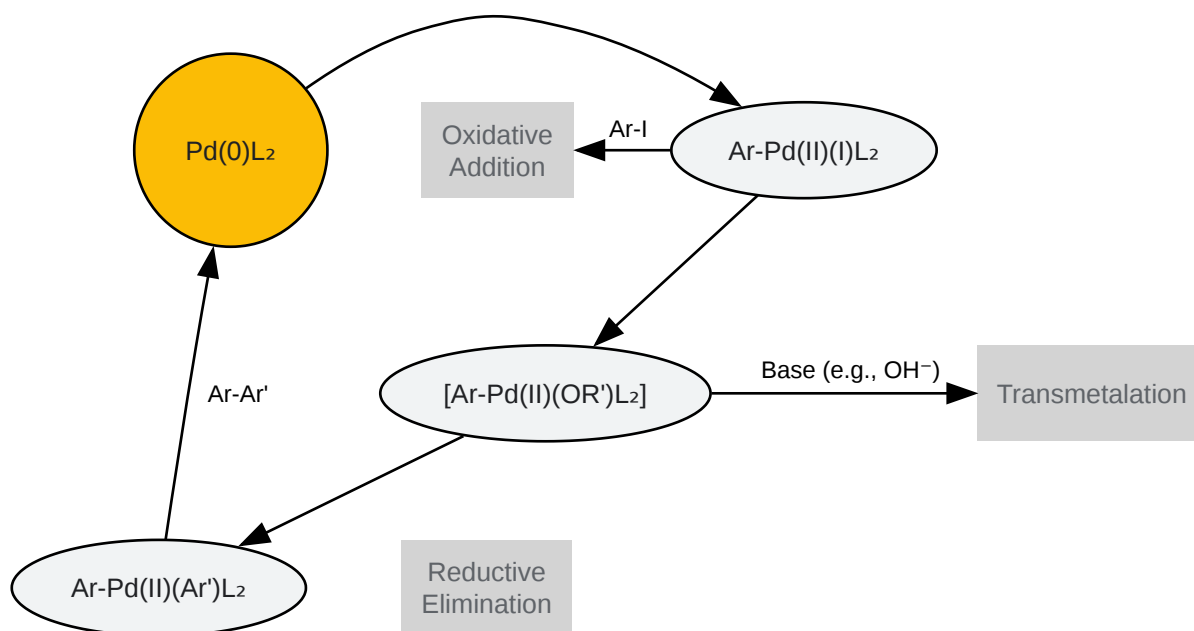 Pd(0)L₂
Oxidative
Addition
Ar-I
Ar-Pd(II)(I)L₂
Ar-Ar'
[Ar-Pd(II)(OR')L₂]
Base (e.g., OH⁻)
Transmetalation
Ar-Pd(II)(Ar')L₂
Reductive
Elimination